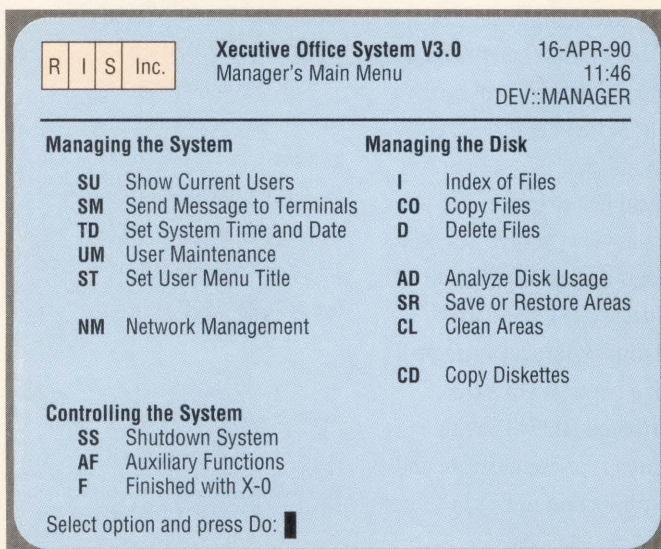 R I S Inc.
Xecutive Office System V3.0
Manager's Main Menu
16-APR-90
11:46
DEV::MANAGER
Managing the System
SU Show Current Users
SM Send Message to Terminals
TD Set System Time and Date
UM User Maintenance
ST Set User Menu Title
NM Network Management
Managing the Disk
I Index of Files
CO Copy Files
D Delete Files
AD Analyze Disk Usage
SR Save or Restore Areas
CL Clean Areas
CD Copy Diskettes
Controlling the System
SS Shutdown System
AF Auxiliary Functions
F Finished with X-0
Select option and press Do: